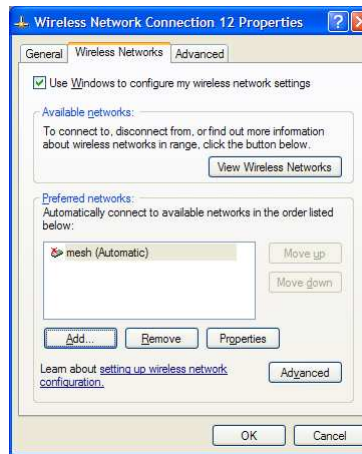 Wireless Network Connection 12 Properties
General
Wireless Networks
Advanced
Use Windows to configure my wireless network settings
Available networks:
To connect to, disconnect from, or find out more information
about wireless networks in range, click the button below.
View Wireless Networks
Preferred networks:
Automatically connect to available networks in the order listed
below:
mesh (Automatic)
Move up
Move down
Add...
Remove
Properties
Learn about setting up wireless network
configuration.
Advanced
OK
Cancel